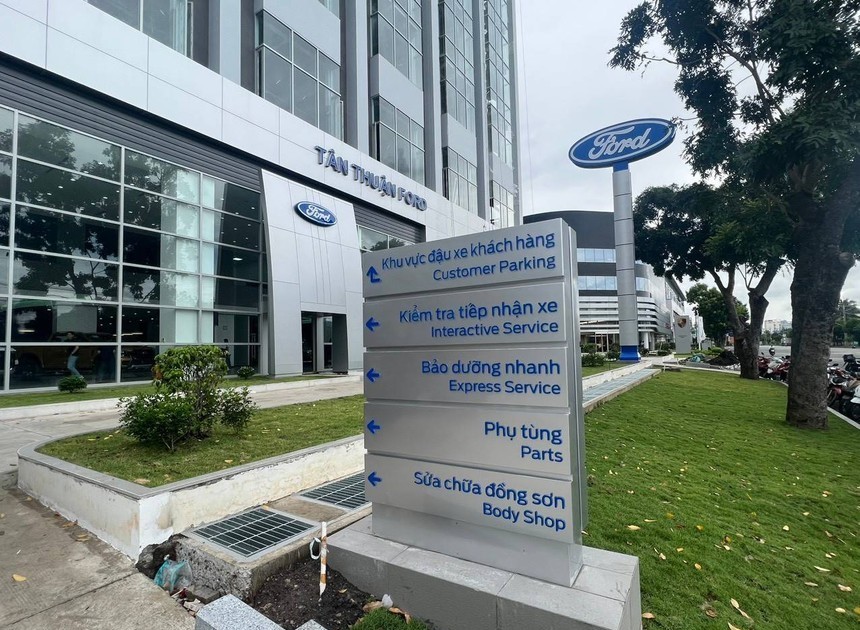 TÂN THUẬN FORD
Ford
Ford
Khu vực đậu xe khách hàng
Customer Parking
Kiểm tra tiếp nhận xe
Interactive Service
Bảo dưỡng nhanh
Express Service
Phụ tùng
Parts
Sửa chữa đồng sơn
Body Shop